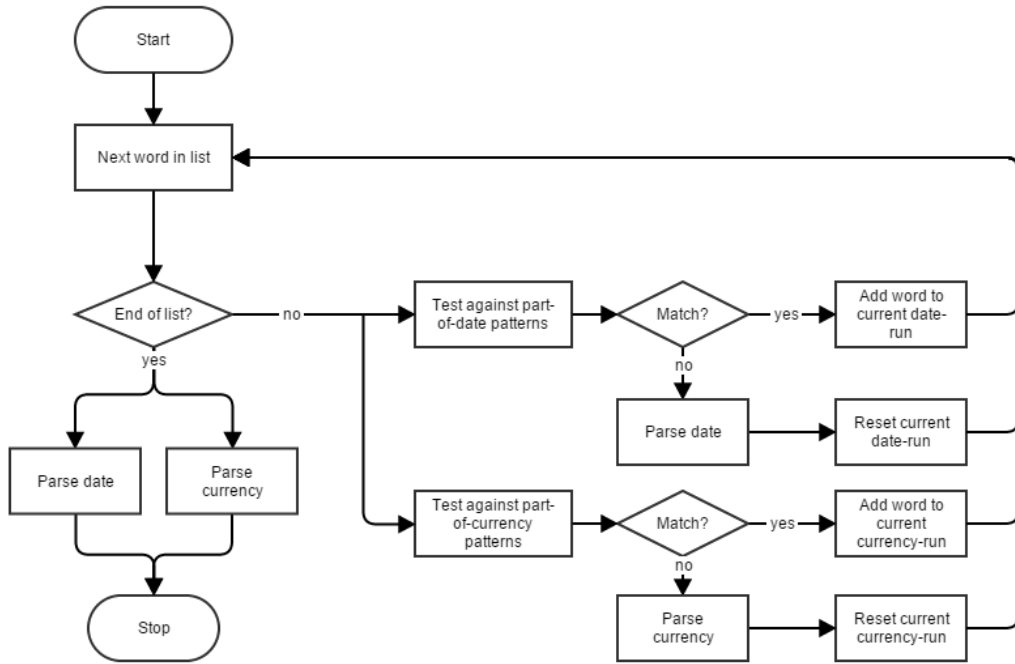 Start
Next word in list
End of list?
no
Test against part-
of-date patterns
Match?
yes
Add word to
current date-
run
yes
no
Parse date
Reset current
date-run
Parse date
Parse
currency
Test against part-
of-currency
patterns
Match?
yes
Add word to
current
currency-run
no
Stop
Parse
currency
Reset current
currency-run